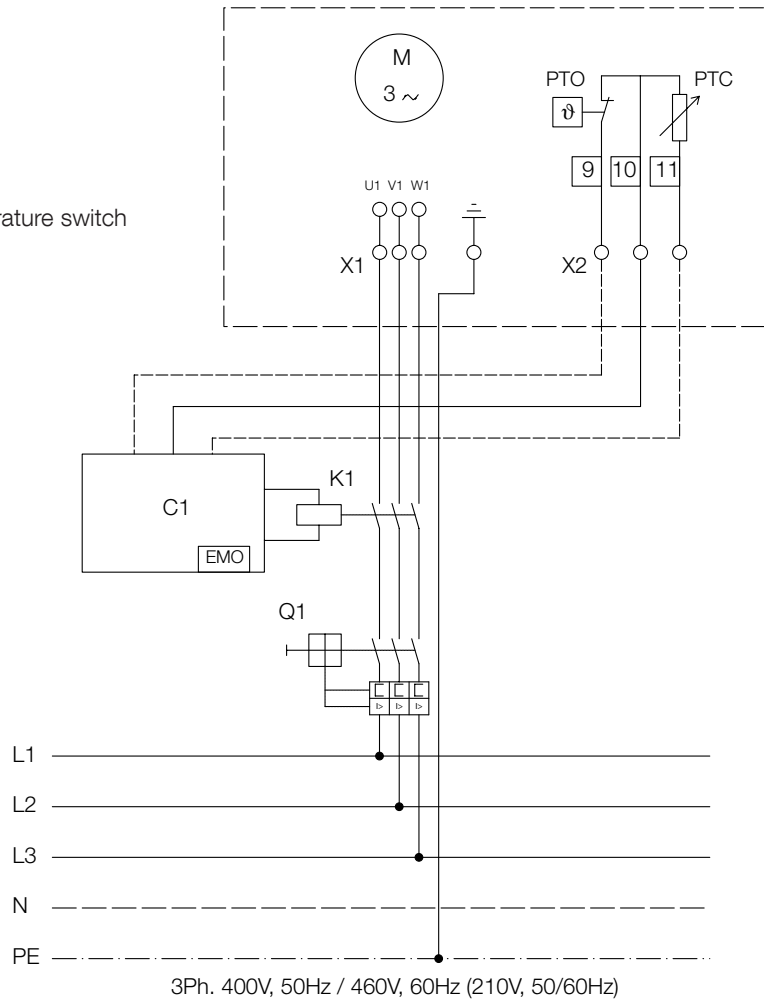 M
3 ~
PTO
PTC
ϑ
9
10
11
U1 V1 W1
rature switch
X1
X2
K1
C1
EMO
Q1
I> I> I>
L1
L2
L3
N
PE
3Ph. 400V, 50Hz / 460V, 60Hz (210V, 50/60Hz)